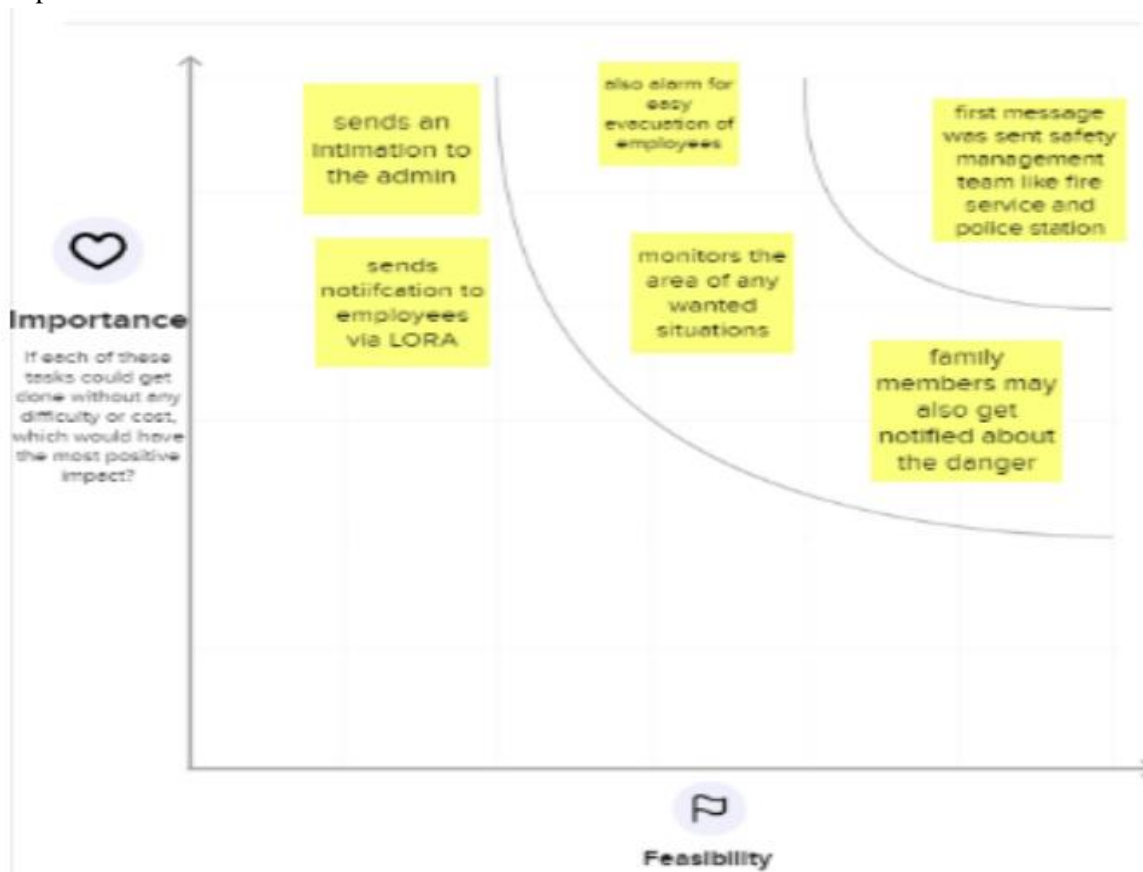 sends an
intimation to
the admin
also alarm for
easy
evacuation of
employees
first message
was sent safety
management
team like fire
service and
police station
sends
notiifcation to
employees
via LORA
monitors the
area of any
wanted
situations
family
members may
also get
notified about
the danger
Importance
If each of these
tasks could get
done without any
difficulty or cost,
which would have
the most positive
impact?
Feasibility